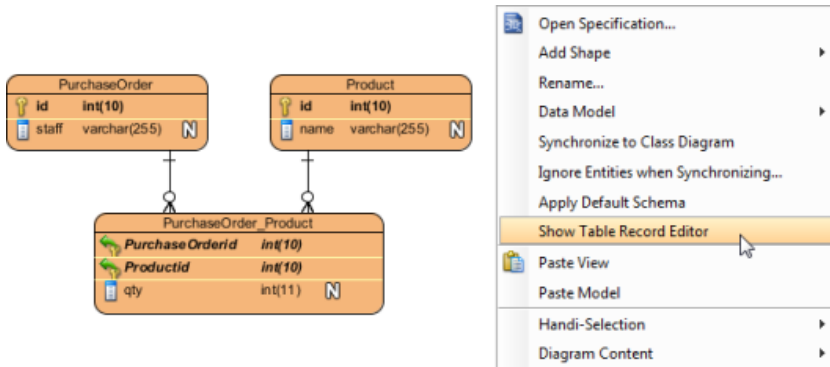 PurchaseOrder
id int(10)
staff varchar(255) N
Product
id int(10)
name varchar(255) N
PurchaseOrder_Product
PurchaseOrderid int(10)
Productid int(10)
qty int(11) N
Open Specification...
Add Shape
Rename...
Data Model
Synchronize to Class Diagram
Ignore Entities when Synchronizing...
Apply Default Schema
Show Table Record Editor
Paste View
Paste Model
Handi-Selection
Diagram Content